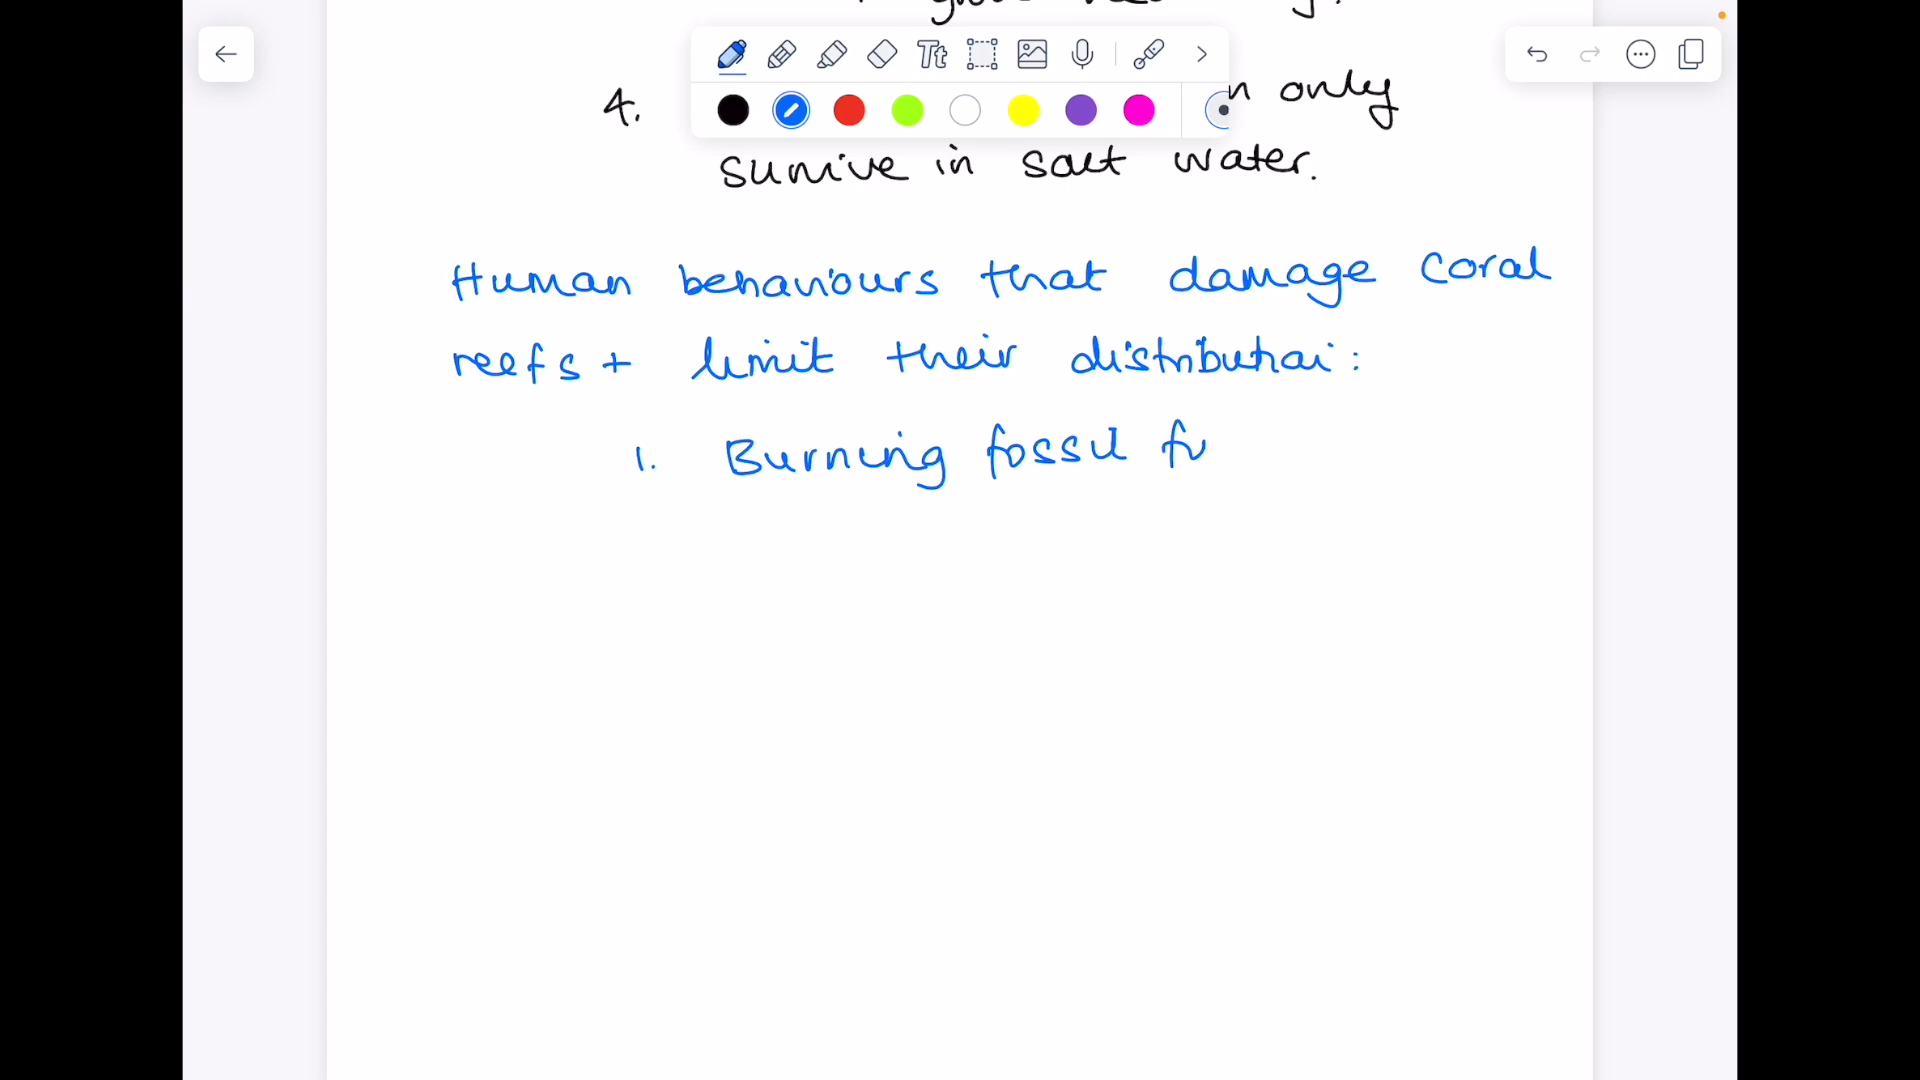 4. only
survive in salt water.
Human behaviours that damage coral
reefs + limit their distribution:
1. Burning fossil fu